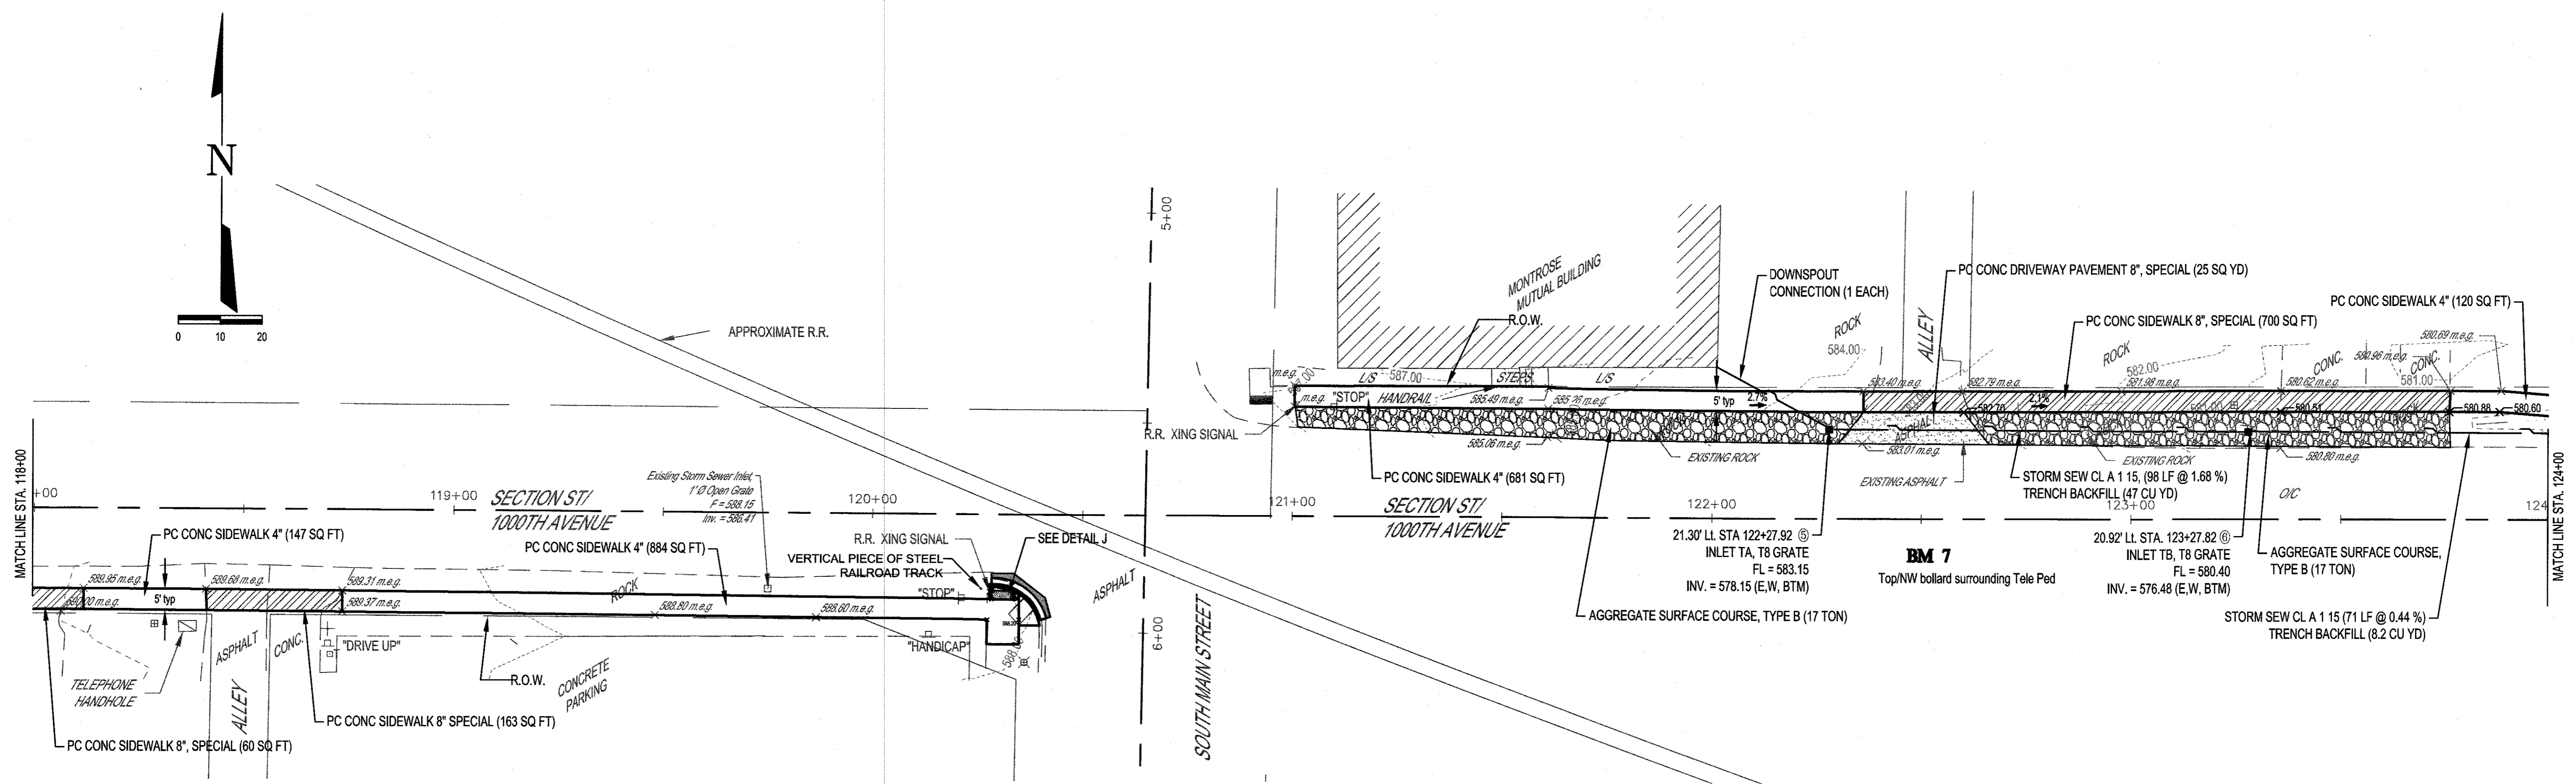 N
0 10 20
APPROXIMATE R.R.
5+00
MONTROSE
MUTUAL BUILDING
R.O.W.
DOWNSPOUT
CONNECTION (1 EACH)
PC CONC DRIVEWAY PAVEMENT 8", SPECIAL (25 SQ YD)
PC CONC SIDEWALK 4" (120 SQ FT)
PC CONC SIDEWALK 8", SPECIAL (700 SQ FT)
ROCK
584.00
ALLEY
ROCK
582.00
CONC.
580.96 m.e.g.
580.69 m.e.g.
CONC.
581.00
m.e.g.
L/S
587.00
STEPS
L/S
583.40 m.e.g.
582.79 m.e.g.
581.98 m.e.g.
580.62 m.e.g.
m.e.g.
"STOP"
HANDRAIL
585.49 m.e.g.
585.26 m.e.g.
5' typ
2.7%
582.70
2.1%
580.51
580.88
580.60
R.R. XING SIGNAL
585.06 m.e.g.
ROCK
EXISTING ROCK
ASPHALT
583.01 m.e.g.
EXISTING ROCK
580.80 m.e.g.
PC CONC SIDEWALK 4" (681 SQ FT)
EXISTING ASPHALT
STORM SEW CL A 1 15, (98 LF @ 1.68 %)
TRENCH BACKFILL (47 CU YD)
O/C
MATCH LINE STA. 118+00
+00
119+00
SECTION ST/
1000TH AVENUE
Existing Storm Sewer Inlet,
1' Ø Open Grate
F = 588.15
Inv. = 586.41
120+00
121+00
SECTION ST/
1000TH AVENUE
122+00
123+00
124
MATCH LINE STA. 124+00
PC CONC SIDEWALK 4" (147 SQ FT)
PC CONC SIDEWALK 4" (884 SQ FT)
R.R. XING SIGNAL
SEE DETAIL J
VERTICAL PIECE OF STEEL
RAILROAD TRACK
21.30' Lt. STA 122+27.92 ⑤
INLET TA, T8 GRATE
FL = 583.15
INV. = 578.15 (E,W, BTM)
BM 7
Top/NW bollard surrounding Tele Ped
20.92' Lt. STA. 123+27.82 ⑥
INLET TB, T8 GRATE
FL = 580.40
INV. = 576.48 (E,W, BTM)
AGGREGATE SURFACE COURSE,
TYPE B (17 TON)
589.95 m.e.g.
589.68 m.e.g.
589.31 m.e.g.
ROCK
"STOP"
ASPHALT
5' typ
589.37 m.e.g.
588.80 m.e.g.
588.60 m.e.g.
AGGREGATE SURFACE COURSE, TYPE B (17 TON)
STORM SEW CL A 1 15 (71 LF @ 0.44 %)
TRENCH BACKFILL (8.2 CU YD)
6+00
SOUTH MAIN STREET
ASPHALT
CONC.
"DRIVE UP"
"HANDICAP"
TELEPHONE
HANDHOLE
R.O.W.
CONCRETE
PARKING
ALLEY
PC CONC SIDEWALK 8" SPECIAL (163 SQ FT)
PC CONC SIDEWALK 8", SPECIAL (60 SQ FT)